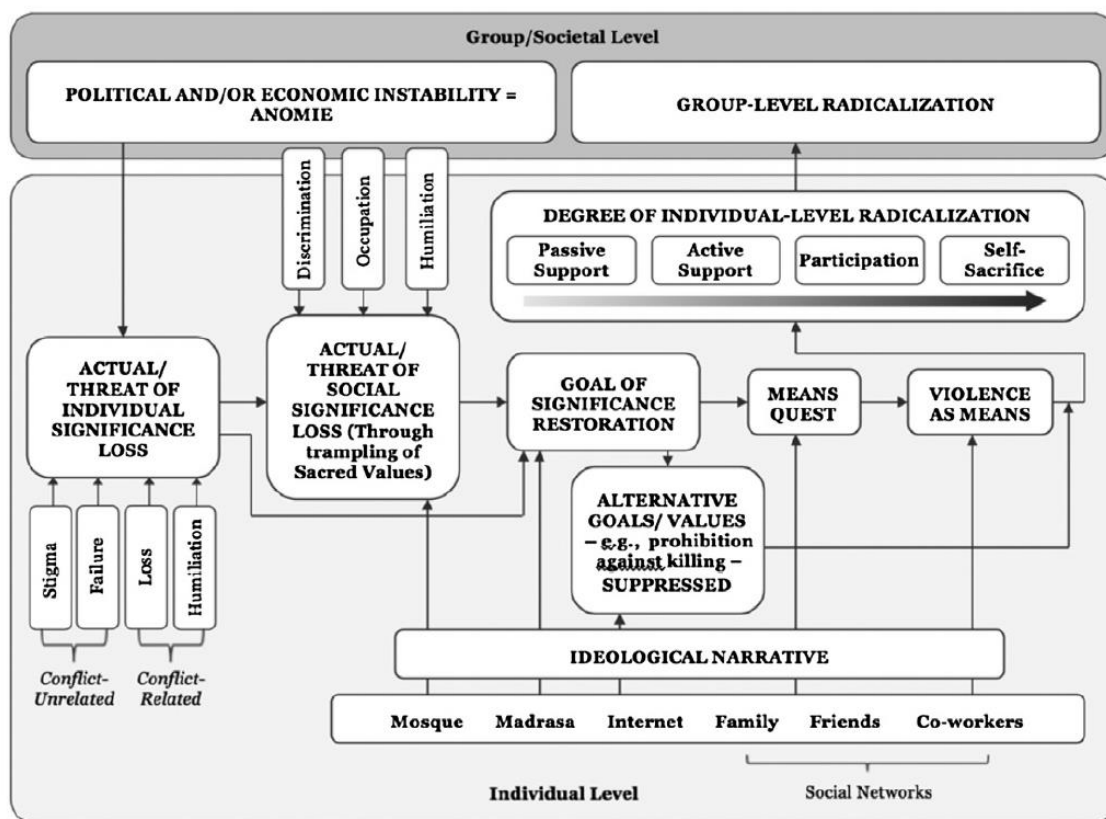 Group/Societal Level
POLITICAL AND/OR ECONOMIC INSTABILITY =
ANOMIE
GROUP-LEVEL RADICALIZATION
Discrimination
Occupation
Humiliation
DEGREE OF INDIVIDUAL-LEVEL RADICALIZATION
Passive
Support
Active
Support
Participation
Self-
Sacrifice
ACTUAL/
THREAT OF
INDIVIDUAL
SIGNIFICANCE
LOSS
ACTUAL/
THREAT OF
SOCIAL
SIGNIFICANCE
LOSS (Through
trampling of
Sacred Values)
GOAL OF
SIGNIFICANCE
RESTORATION
MEANS
QUEST
VIOLENCE
AS MEANS
ALTERNATIVE
GOALS/ VALUES
– e.g., prohibition
against killing –
SUPPRESSED
Stigma
Failure
Loss
Humiliation
Conflict-
Unrelated
Conflict-
Related
IDEOLOGICAL NARRATIVE
Mosque Madrasa Internet Family Friends Co-workers
Individual Level
Social Networks